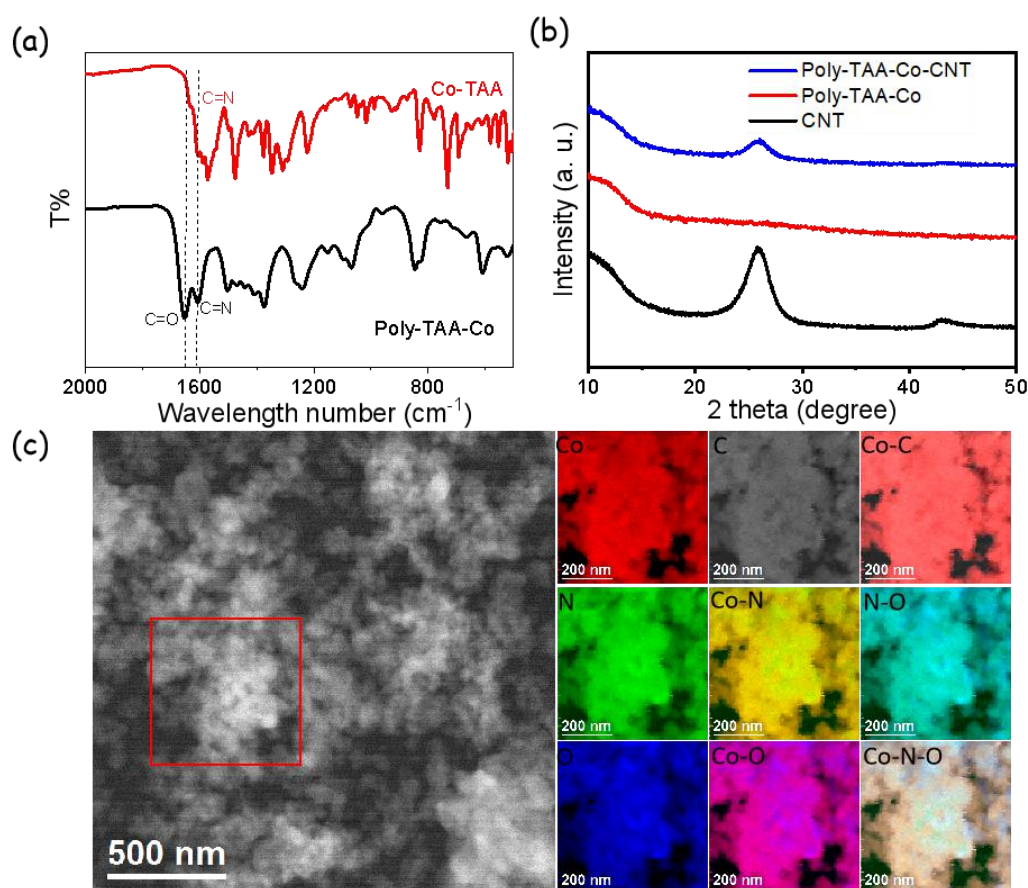 (a)
T%
Co-TAA
C=N
C=O
C=N
Poly-TAA-Co
2000 1600 1200 800
Wavelength number (cm⁻¹)
(b)
Intensity (a. u.)
Poly-TAA-Co-CNT
Poly-TAA-Co
CNT
10 20 30 40 50
2 theta (degree)
(c)
500 nm
Co C Co-C
200 nm 200 nm 200 nm
N Co-N N-O
200 nm 200 nm 200 nm
O Co-O Co-N-O
200 nm 200 nm 200 nm